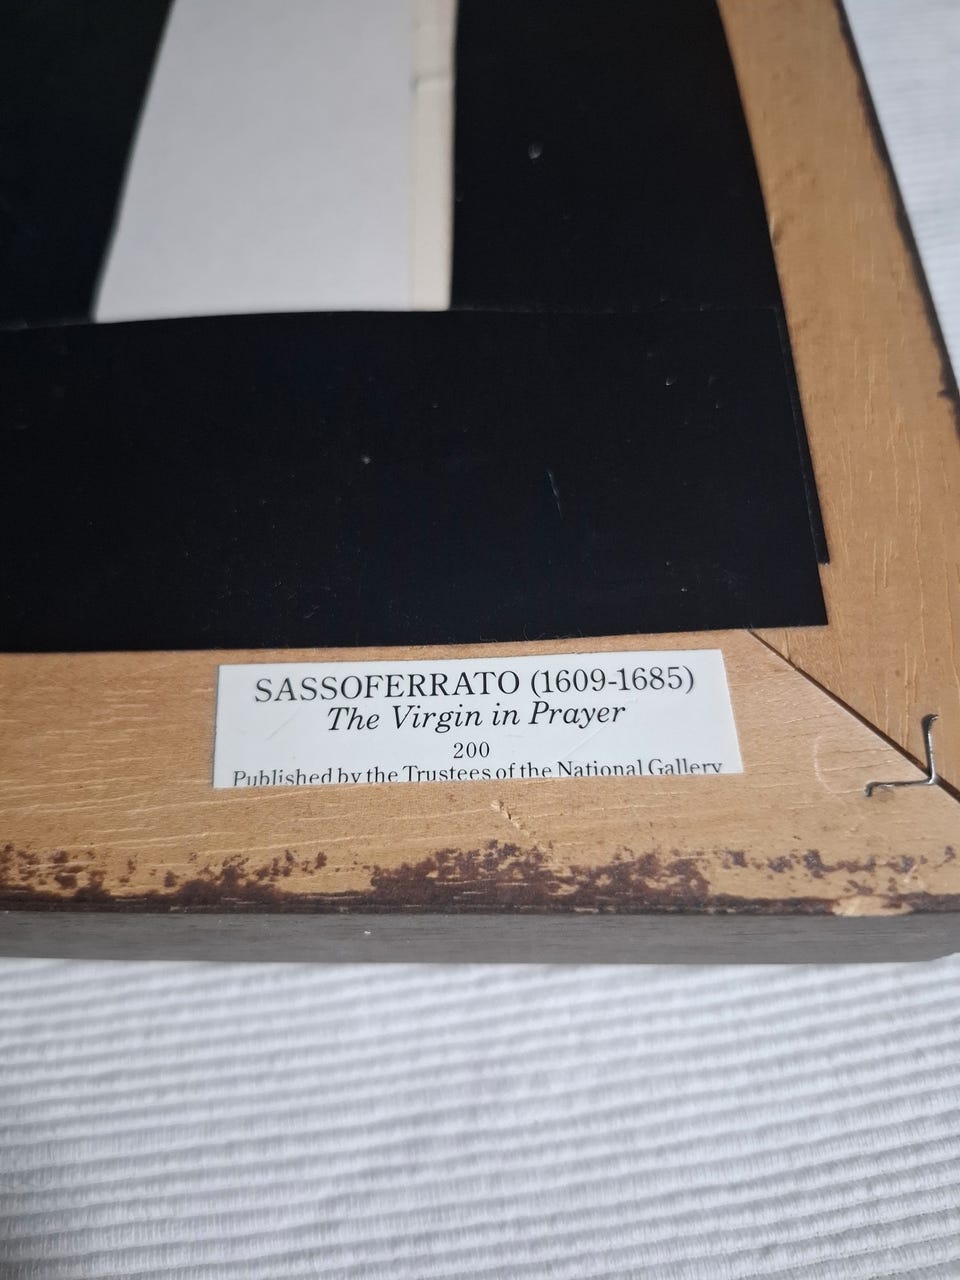 SASSOFERRATO (1609-1685)
The Virgin in Prayer
200
Published by the Trustees of the National Gallery